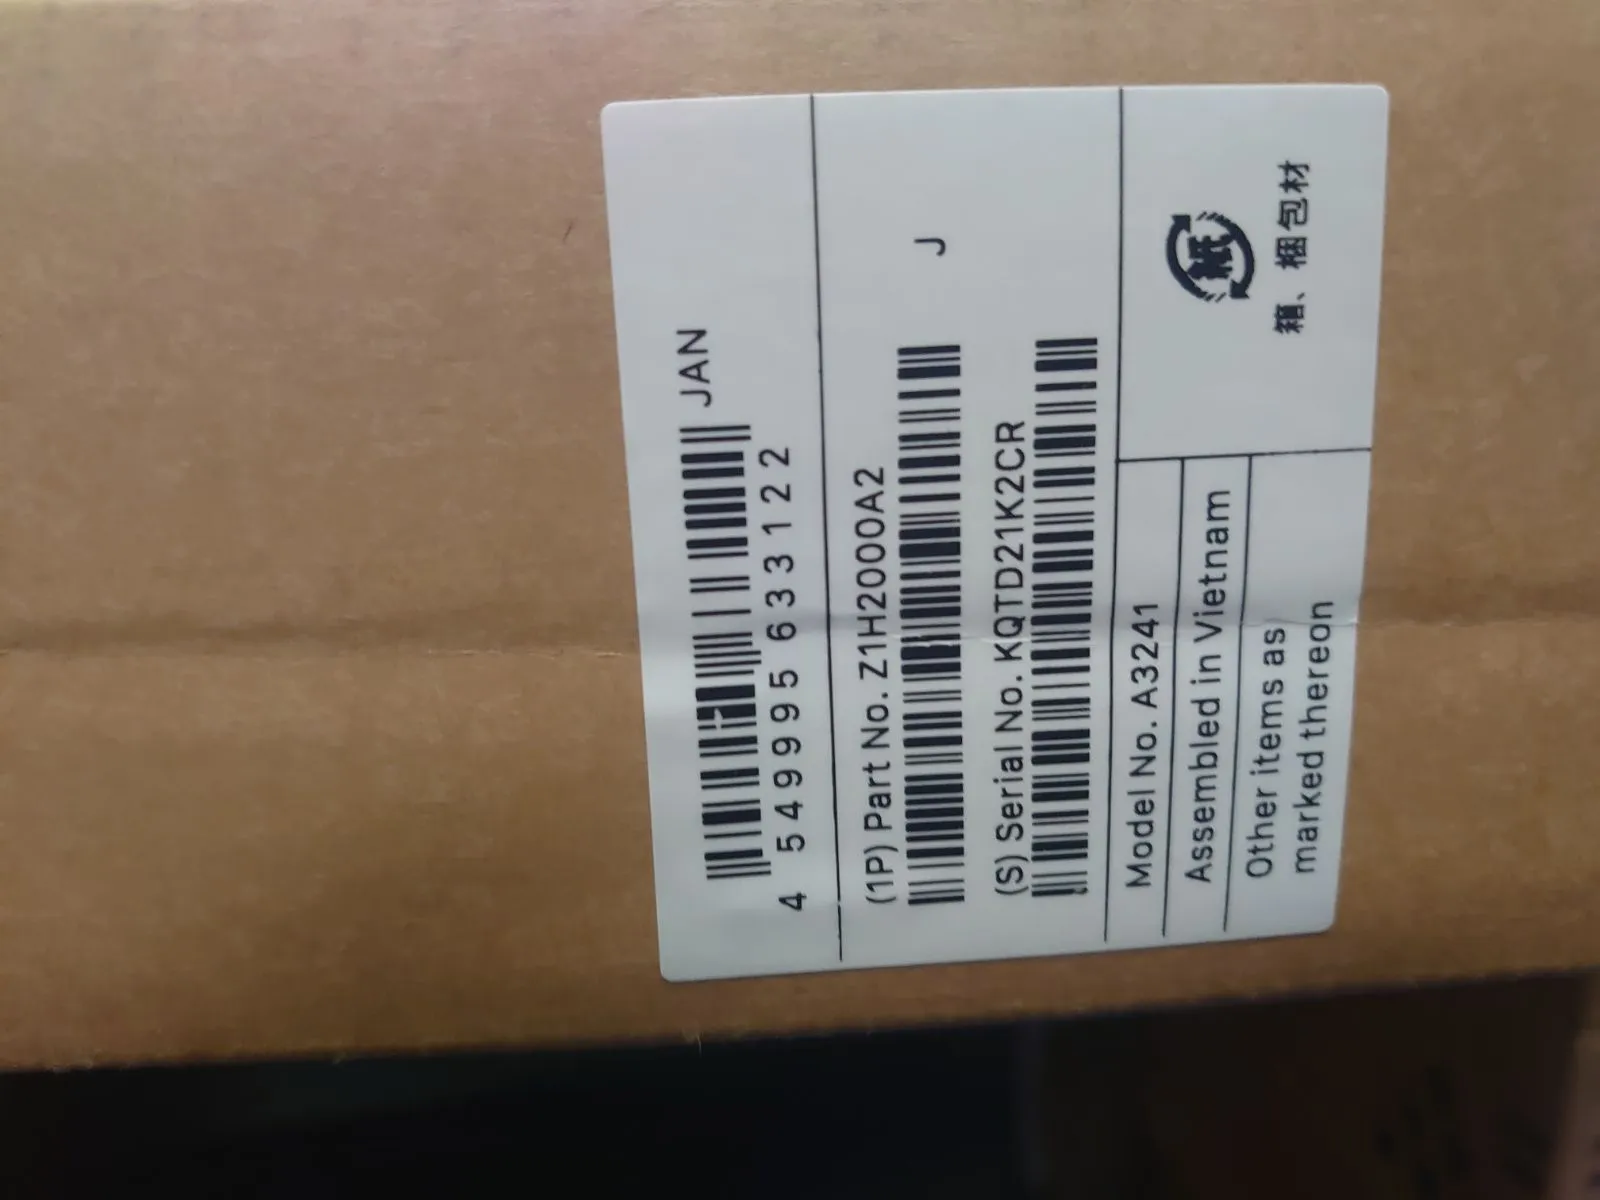 JAN
4 549995 633122
(1P) Part No. Z1H2000A2
J
(S) Serial No. KQTD21K2CR
Model No. A3241
Assembled in Vietnam
Other items as
marked thereon
紙
箱、梱包材